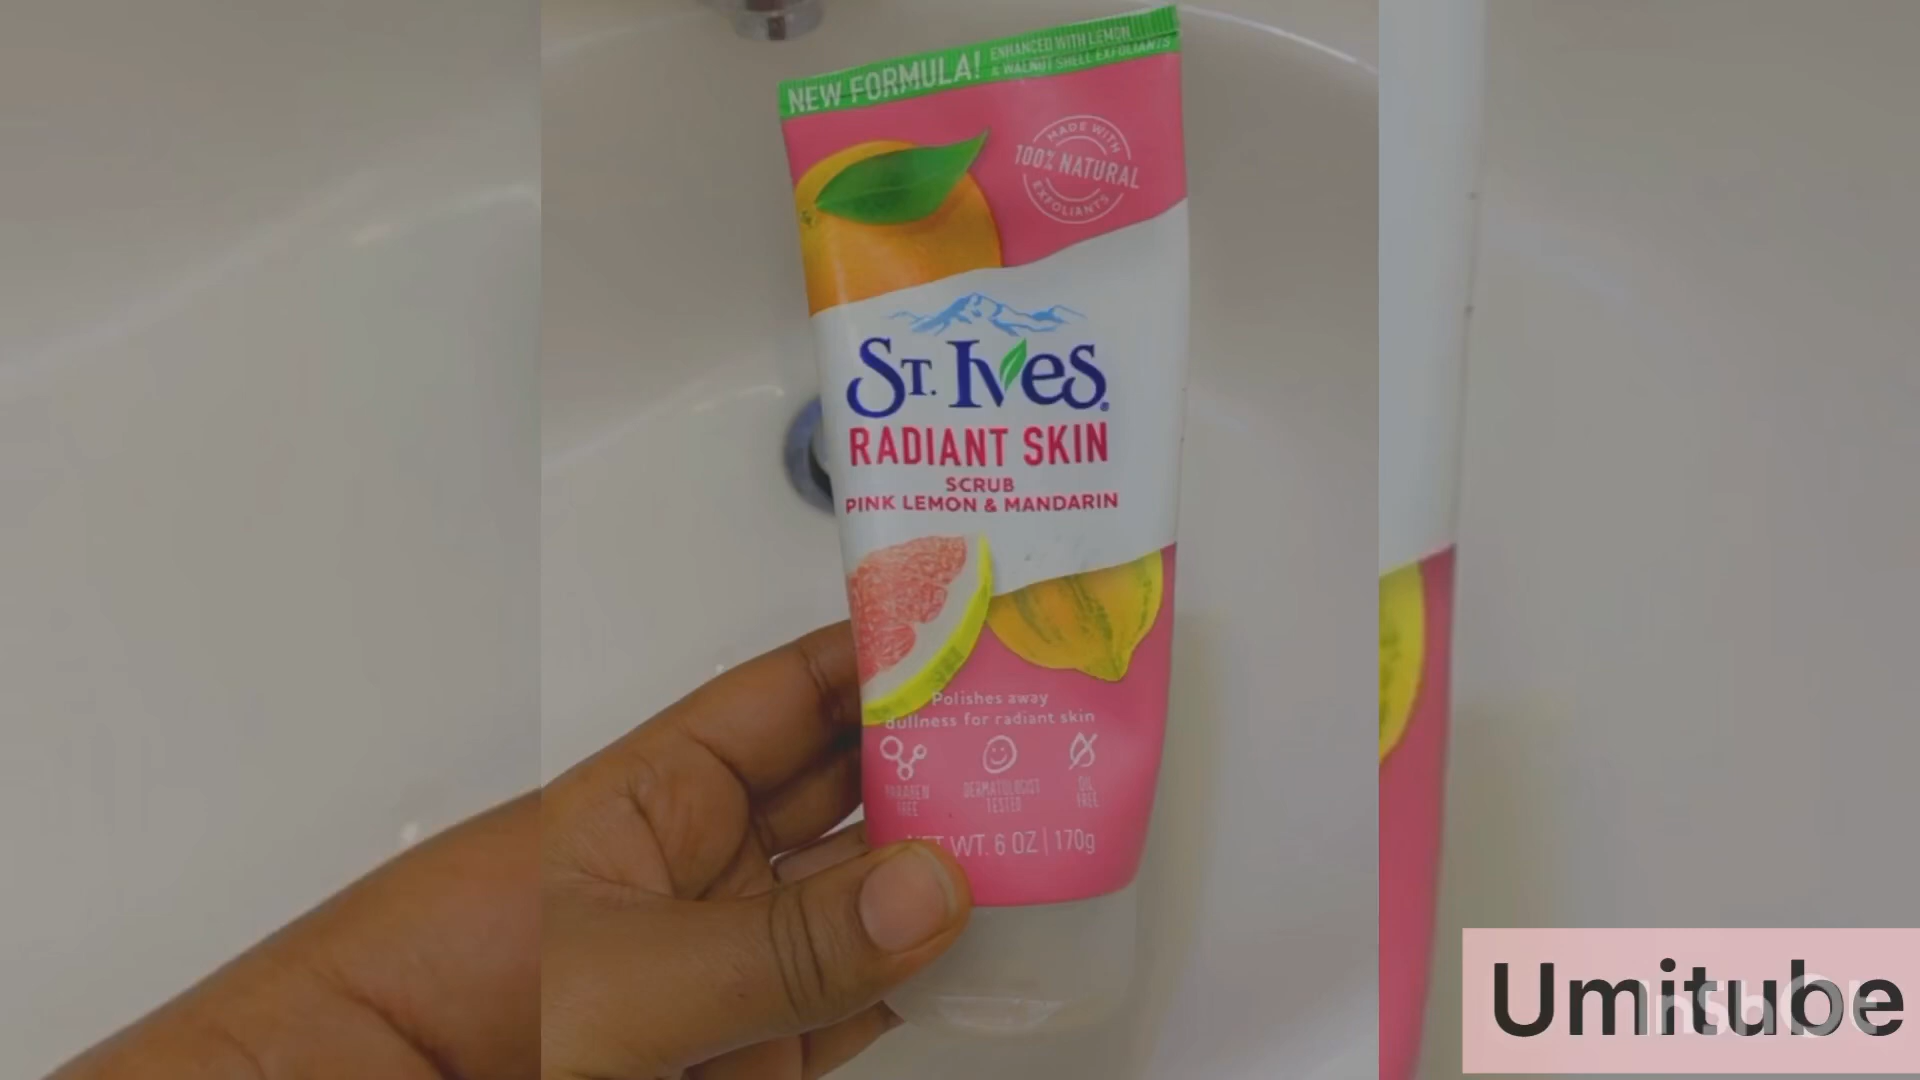 NEW FORMULA! ENHANCED WITH LEMON
& WALNUT SHELL EXFOLIANTS
MADE WITH
100% NATURAL
EXFOLIANTS
ST. IVES
RADIANT SKIN
SCRUB
PINK LEMON & MANDARIN
Polishes away
dullness for radiant skin
PARABEN
FREE
DERMATOLOGIST
TESTED
OIL
FREE
NET WT. 6 OZ | 170g
Umitube
InShOt